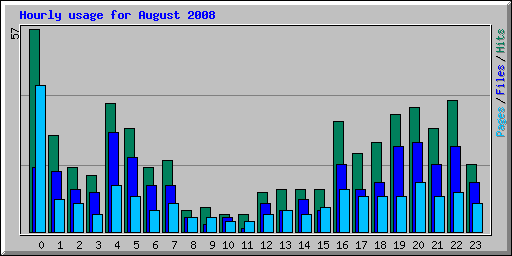 Hourly usage for August 2008
57
Pages / Files / Hits
0 1 2 3 4 5 6 7 8 9 10 11 12 13 14 15 16 17 18 19 20 21 22 23